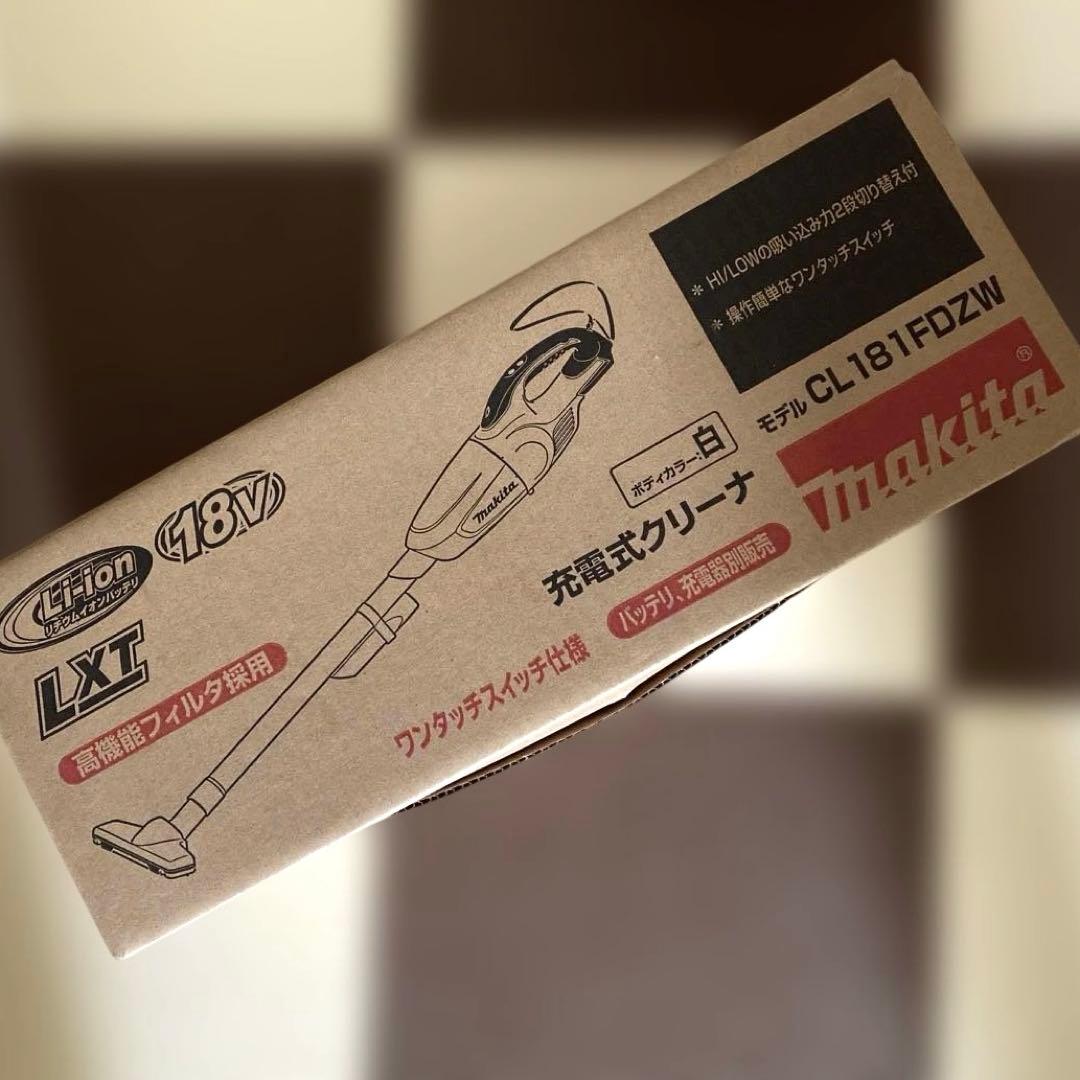 * HI/LOWの吸い込み力2段切り替え付
* 操作簡単なワンタッチスイッチ
モデル CL181FDZW
makita®
ボディカラー:白
充電式クリーナ
バッテリ、充電器別販売
ワンタッチスイッチ仕様
makita
18V
Li-ion
リチウムイオンバッテリ
LXT
高機能フィルタ採用